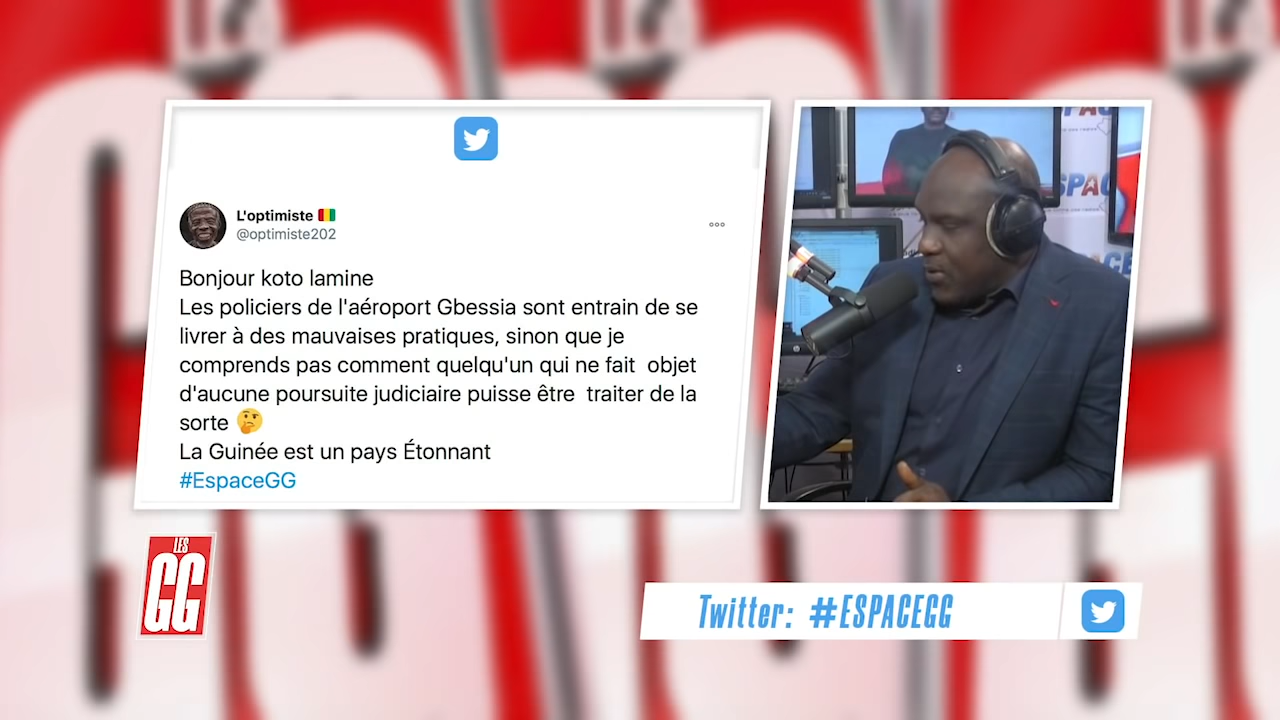 L'optimiste
@optimiste202
Bonjour koto lamine
Les policiers de l'aéroport Gbessia sont entrain de se
livrer à des mauvaises pratiques, sinon que je
comprends pas comment quelqu'un qui ne fait  objet
d'aucune poursuite judiciaire puisse être  traiter de la
sorte 🤔
La Guinée est un pays Étonnant
#EspaceGG
ESPACE
SPAC
LES
GG
Twitter: #ESPACEGG